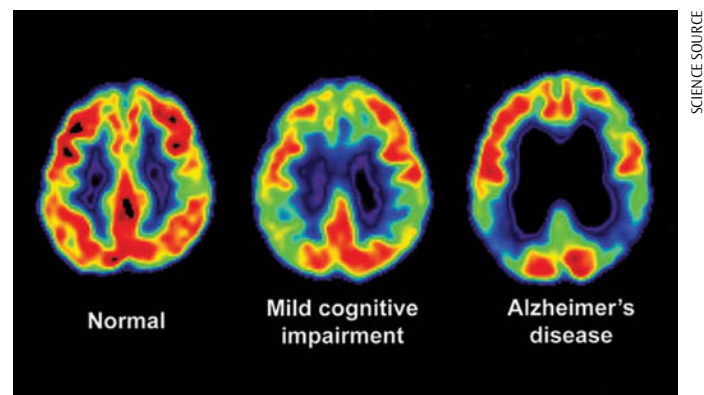 SCIENCE SOURCE
Normal
Mild cognitive
impairment
Alzheimer's
disease